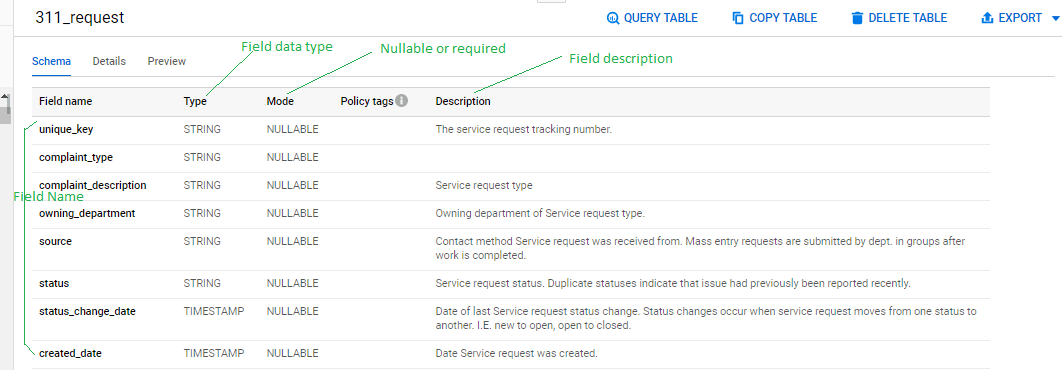 311_request
QUERY TABLE
COPY TABLE
DELETE TABLE
EXPORT
Field data type
Nullable or required
Field description
Schema
Details
Preview
Field name
Type
Mode
Policy tags
Description
unique_key STRING NULLABLE The service request tracking number.
complaint_type STRING NULLABLE
complaint_description STRING NULLABLE Service request type
Field Name
owning_department STRING NULLABLE Owning department of Service request type.
source STRING NULLABLE Contact method Service request was received from. Mass entry requests are submitted by dept. in groups after
work is completed.
status STRING NULLABLE Service request status. Duplicate statuses indicate that issue had previously been reported recently.
status_change_date TIMESTAMP NULLABLE Date of last Service request status change. Status changes occur when service request moves from one status to
another. I.E. new to open, open to closed.
created_date TIMESTAMP NULLABLE Date Service request was created.